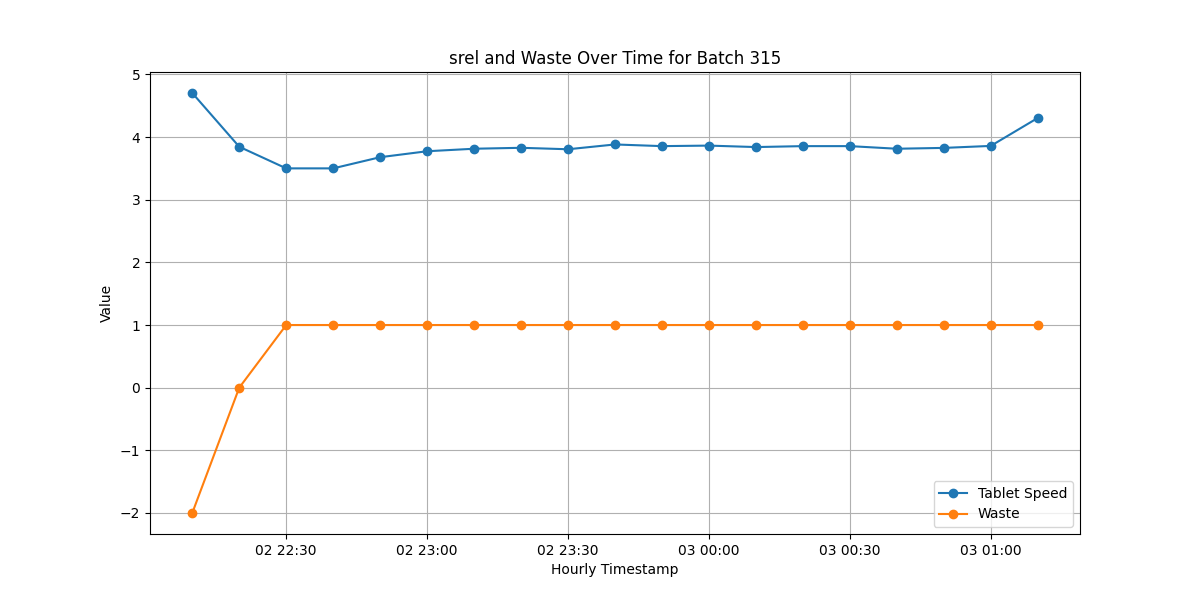 srel and Waste Over Time for Batch 315
5
4
3
2
1
0
−1
−2
Value
Tablet Speed
Waste
02 22:30 02 23:00 02 23:30 03 00:00 03 00:30 03 01:00
Hourly Timestamp